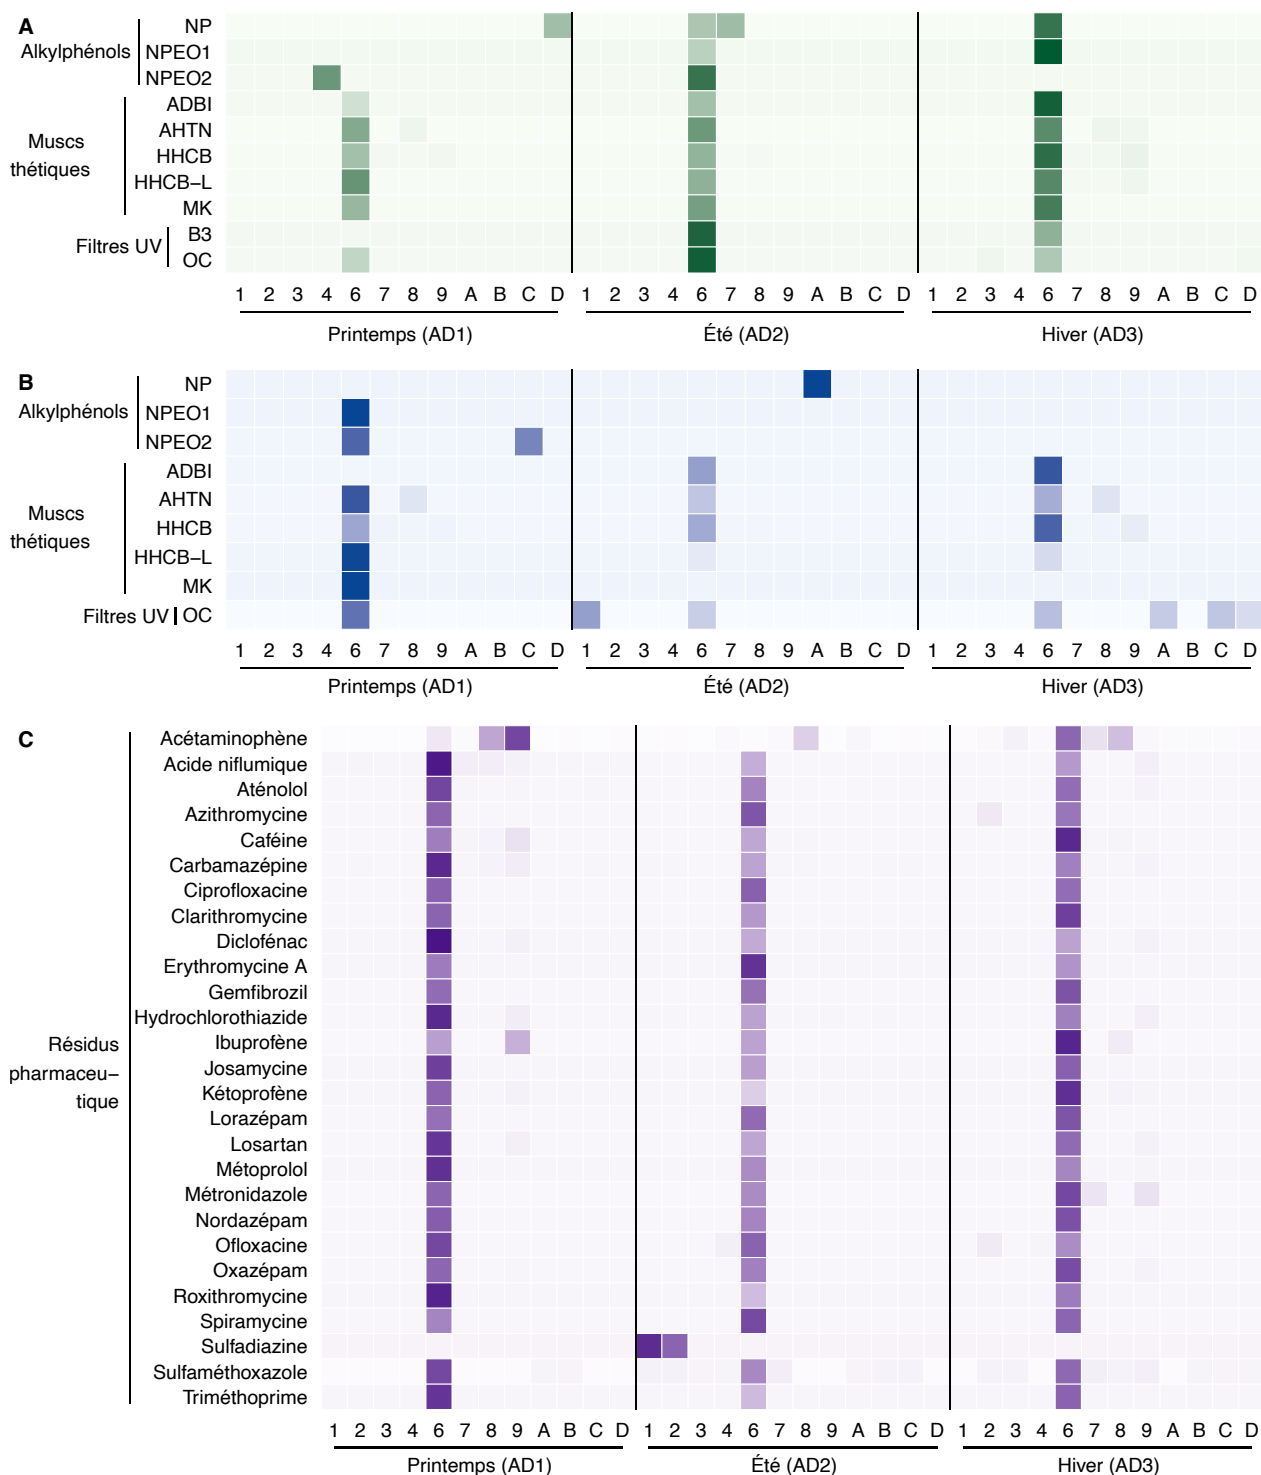 A
Alkylphénols
NP
NPEO1
NPEO2
Muscs
thétiques
ADBI
AHTN
HHCB
HHCB–L
MK
Filtres UV
B3
OC
1 2 3 4 6 7 8 9 A B C D 1 2 3 4 6 7 8 9 A B C D 1 2 3 4 6 7 8 9 A B C D
Printemps (AD1) Été (AD2) Hiver (AD3)
B
Alkylphénols
NP
NPEO1
NPEO2
Muscs
thétiques
ADBI
AHTN
HHCB
HHCB–L
MK
Filtres UV
OC
1 2 3 4 6 7 8 9 A B C D 1 2 3 4 6 7 8 9 A B C D 1 2 3 4 6 7 8 9 A B C D
Printemps (AD1) Été (AD2) Hiver (AD3)
C
Résidus
pharmaceu–
tique
Acétaminophène
Acide niflumique
Aténolol
Azithromycine
Caféine
Carbamazépine
Ciprofloxacine
Clarithromycine
Diclofénac
Erythromycine A
Gemfibrozil
Hydrochlorothiazide
Ibuprofène
Josamycine
Kétoprofène
Lorazépam
Losartan
Métoprolol
Métronidazole
Nordazépam
Ofloxacine
Oxazépam
Roxithromycine
Spiramycine
Sulfadiazine
Sulfaméthoxazole
Triméthoprime
1 2 3 4 6 7 8 9 A B C D 1 2 3 4 6 7 8 9 A B C D 1 2 3 4 6 7 8 9 A B C D
Printemps (AD1) Été (AD2) Hiver (AD3)